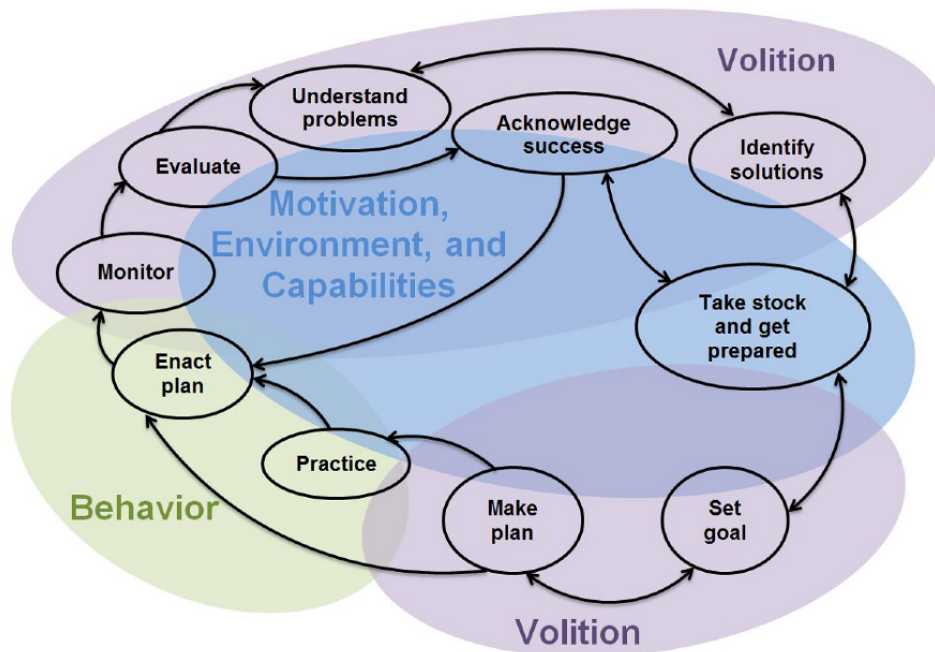 Volition
Understand
problems
Acknowledge
success
Identify
solutions
Evaluate
Motivation,
Environment, and
Capabilities
Monitor
Take stock
and get
prepared
Enact
plan
Practice
Behavior
Make
plan
Set
goal
Volition